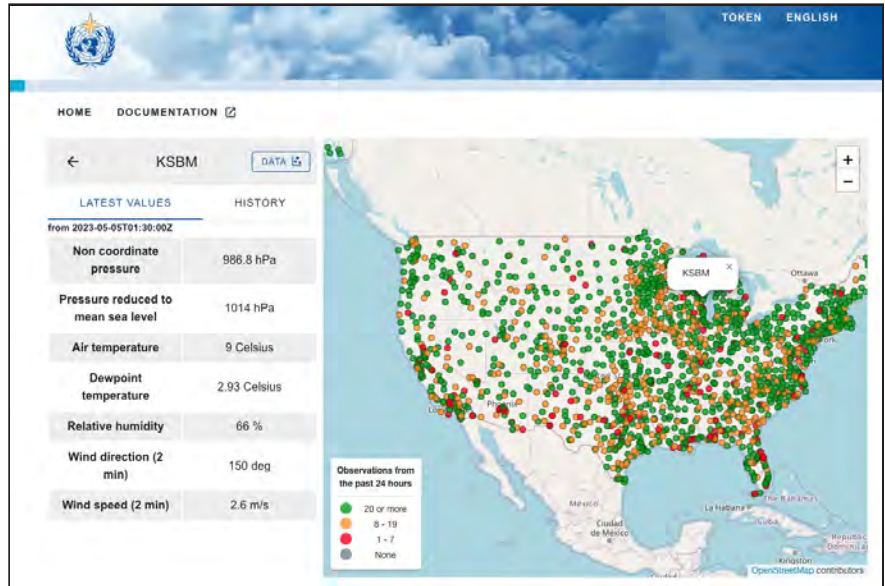 TOKEN ENGLISH
HOME DOCUMENTATION
KSBM DATA
LATEST VALUES HISTORY
from 2023-05-05T01:30:00Z
Non coordinate
pressure
986.8 hPa
Pressure reduced to
mean sea level
1014 hPa
Air temperature 9 Celsius
Dewpoint
temperature
2.93 Celsius
Relative humidity 66 %
Wind direction (2
min)
150 deg
Wind speed (2 min) 2.6 m/s
+
−
KSBM ×
Ottawa
Observations from
the past 24 hours
20 or more
8 - 19
1 - 7
None
México
Ciudad
de México
La Habana
The Bahamas
Cuba
Kingston
OpenStreetMap contributors